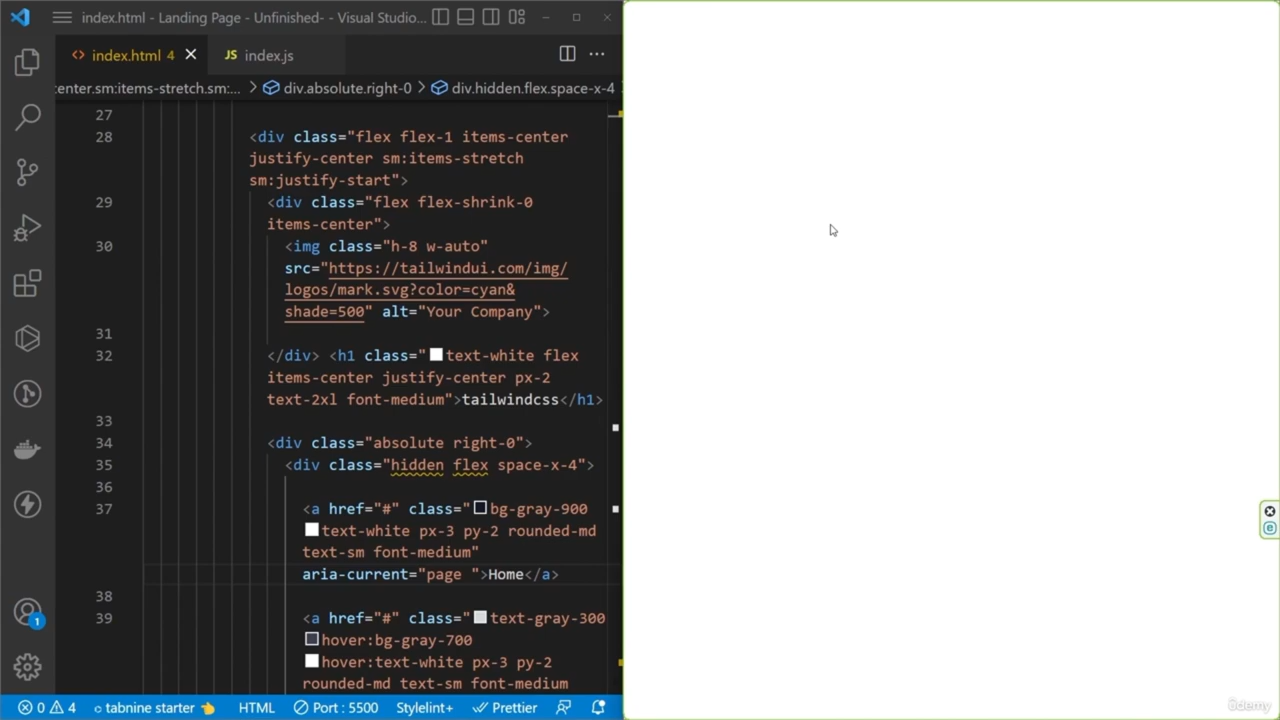 index.html - Landing Page - Unfinished- - Visual Studio...
index.html 4
JS index.js
center.sm:items-stretch.sm:... > div.absolute.right-0 > div.hidden.flex.space-x-4
27
28 <div class="flex flex-1 items-center
justify-center sm:items-stretch
sm:justify-start">
29 <div class="flex flex-shrink-0
items-center">
30 <img class="h-8 w-auto"
src="https://tailwindui.com/img/
logos/mark.svg?color=cyan&
shade=500" alt="Your Company">
31
32 </div> <h1 class="text-white flex
items-center justify-center px-2
text-2xl font-medium">tailwindcss</h1>
33
34 <div class="absolute right-0">
35 <div class="hidden flex space-x-4">
36
37 <a href="#" class="bg-gray-900
text-white px-3 py-2 rounded-md
text-sm font-medium"
aria-current="page ">Home</a>
38
39 <a href="#" class="text-gray-300
hover:bg-gray-700
hover:text-white px-3 py-2
rounded-md text-sm font-medium
1
0 4 tabnine starter HTML Port : 5500 Stylelint+ Prettier
ûdemy